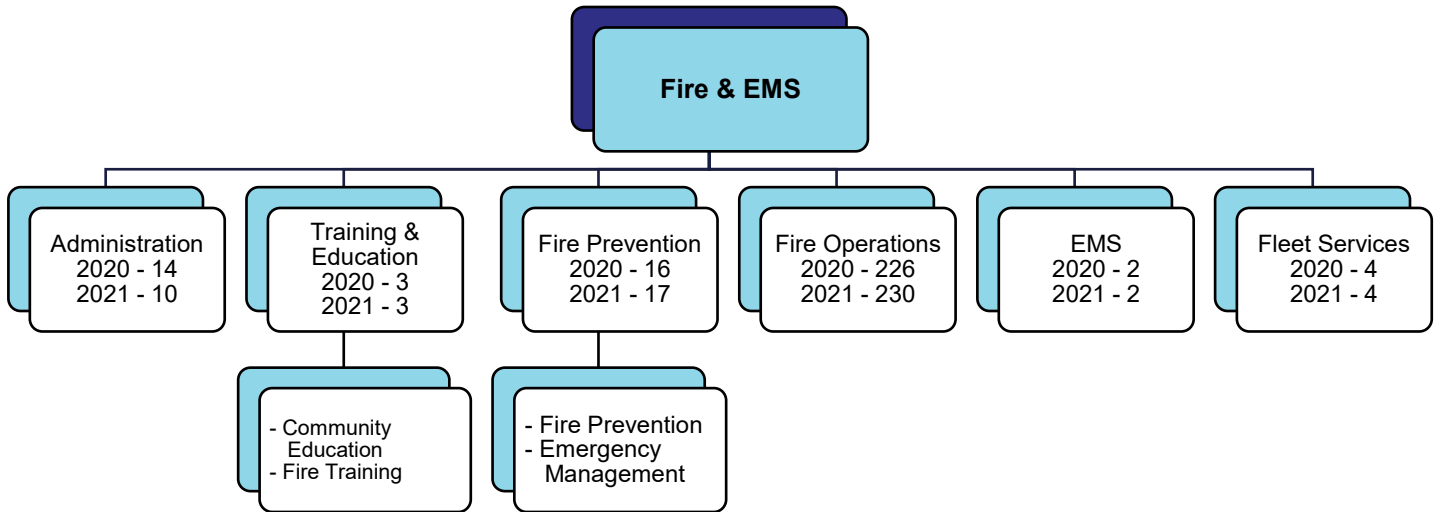 Fire & EMS
Administration
2020 - 14
2021 - 10
Training &
Education
2020 - 3
2021 - 3
Fire Prevention
2020 - 16
2021 - 17
Fire Operations
2020 - 226
2021 - 230
EMS
2020 - 2
2021 - 2
Fleet Services
2020 - 4
2021 - 4
- Community
Education
- Fire Training
- Fire Prevention
- Emergency
Management